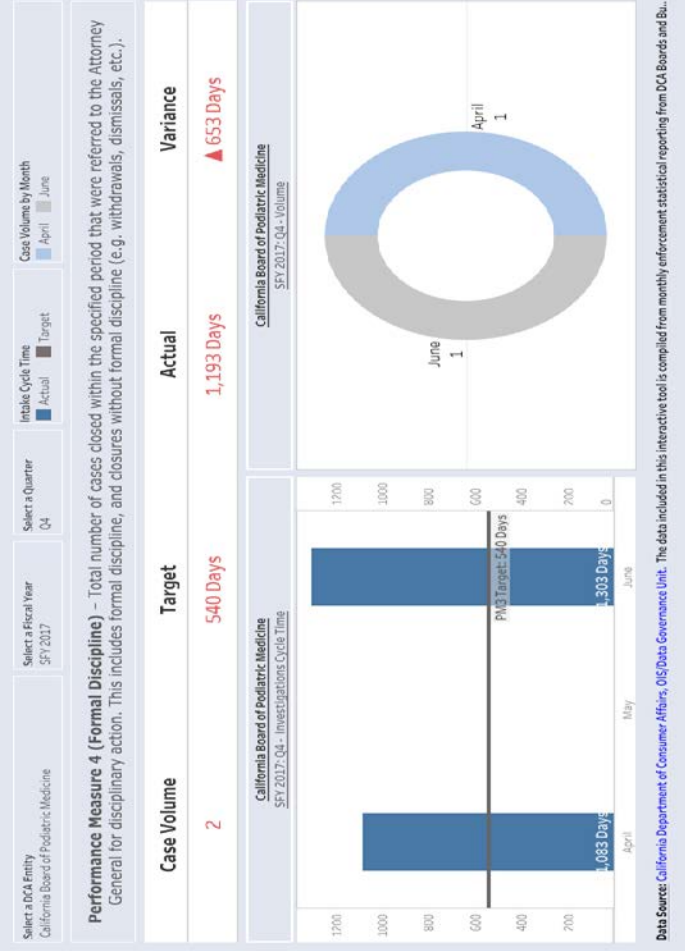 Select a DCA Entity
California Board of Podiatric Medicine
Select a Fiscal Year
SFY 2017
Select a Quarter
Q4
Intake Cycle Time
Actual
Target
Case Volume by Month
April
June
Performance Measure 4 (Formal Discipline) – Total number of cases closed within the specified period that were referred to the Attorney
General for disciplinary action. This includes formal discipline, and closures without formal discipline (e.g. withdrawals, dismissals, etc.).
Case Volume
Target
Actual
Variance
2
540 Days
1,193 Days
▲ 653 Days
California Board of Podiatric Medicine
SFY 2017: Q4 - Investigations Cycle Time
1200
1000
800
600
400
200
1,083 Days
1,303 Days
PM3 Target: 540 Days
1200
1000
800
600
400
200
0
April
May
June
California Board of Podiatric Medicine
SFY 2017: Q4 - Volume
June
1
April
1
Data Source: California Department of Consumer Affairs, OIS/Data Governance Unit. The data included in this interactive tool is compiled from monthly enforcement statistical reporting from DCA Boards and Bu..